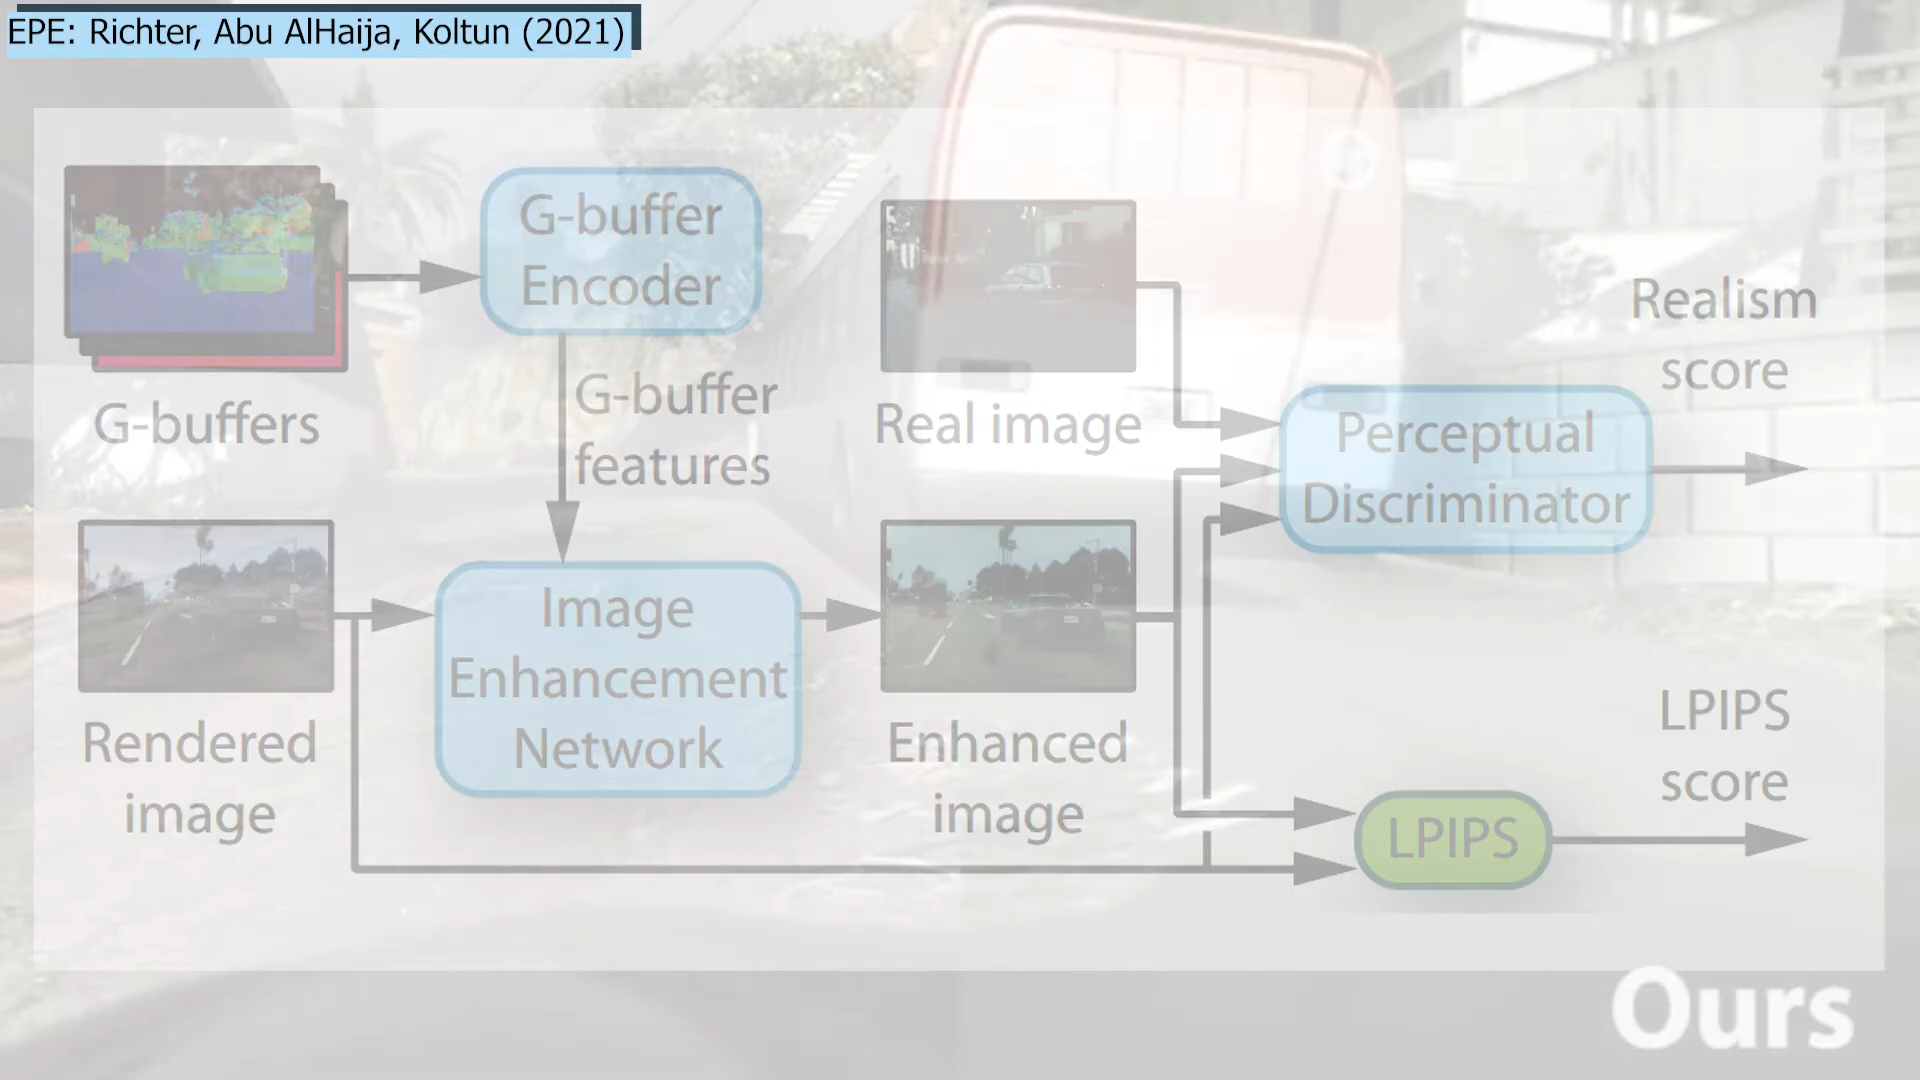 EPE: Richter, Abu AlHaija, Koltun (2021)
G-buffer
Encoder
G-buffers
G-buffer
features
Real image
Realism
score
Perceptual
Discriminator
Image
Enhancement
Network
Rendered
image
Enhanced
image
LPIPS
score
LPIPS
Ours